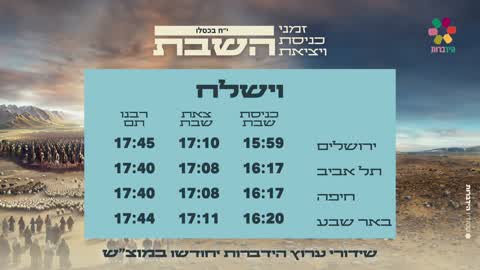 זמני
כניסת
ויציאת
י״ח בכסלו
השבת
הידברות
וישלח
כניסת שבת
צאת שבת
רבנו תם
ירושלים 15:59 17:10 17:45
תל אביב 16:17 17:08 17:40
חיפה 16:17 17:08 17:40
באר שבע 16:20 17:11 17:44
שידורי ערוץ הידברות יחודשו במוצ״ש